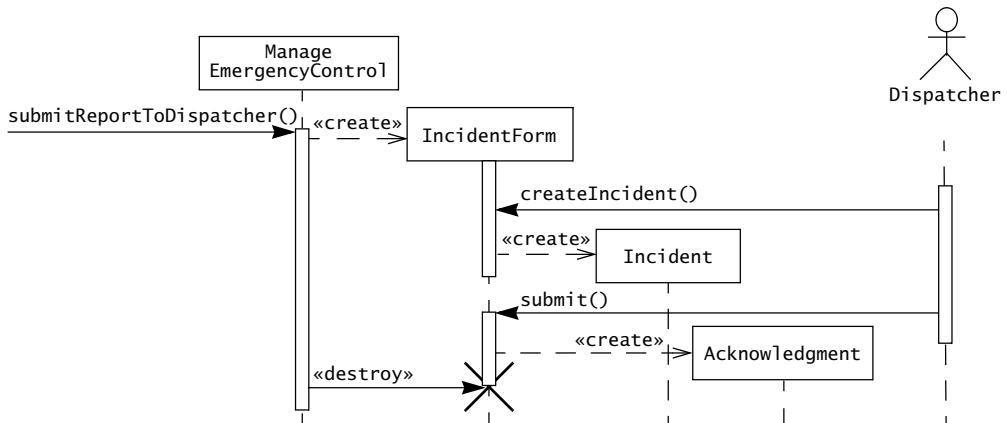 Manage
EmergencyControl
Dispatcher
submitReportToDispatcher()
«create»
IncidentForm
createIncident()
«create»
Incident
submit()
«create»
Acknowledgment
«destroy»